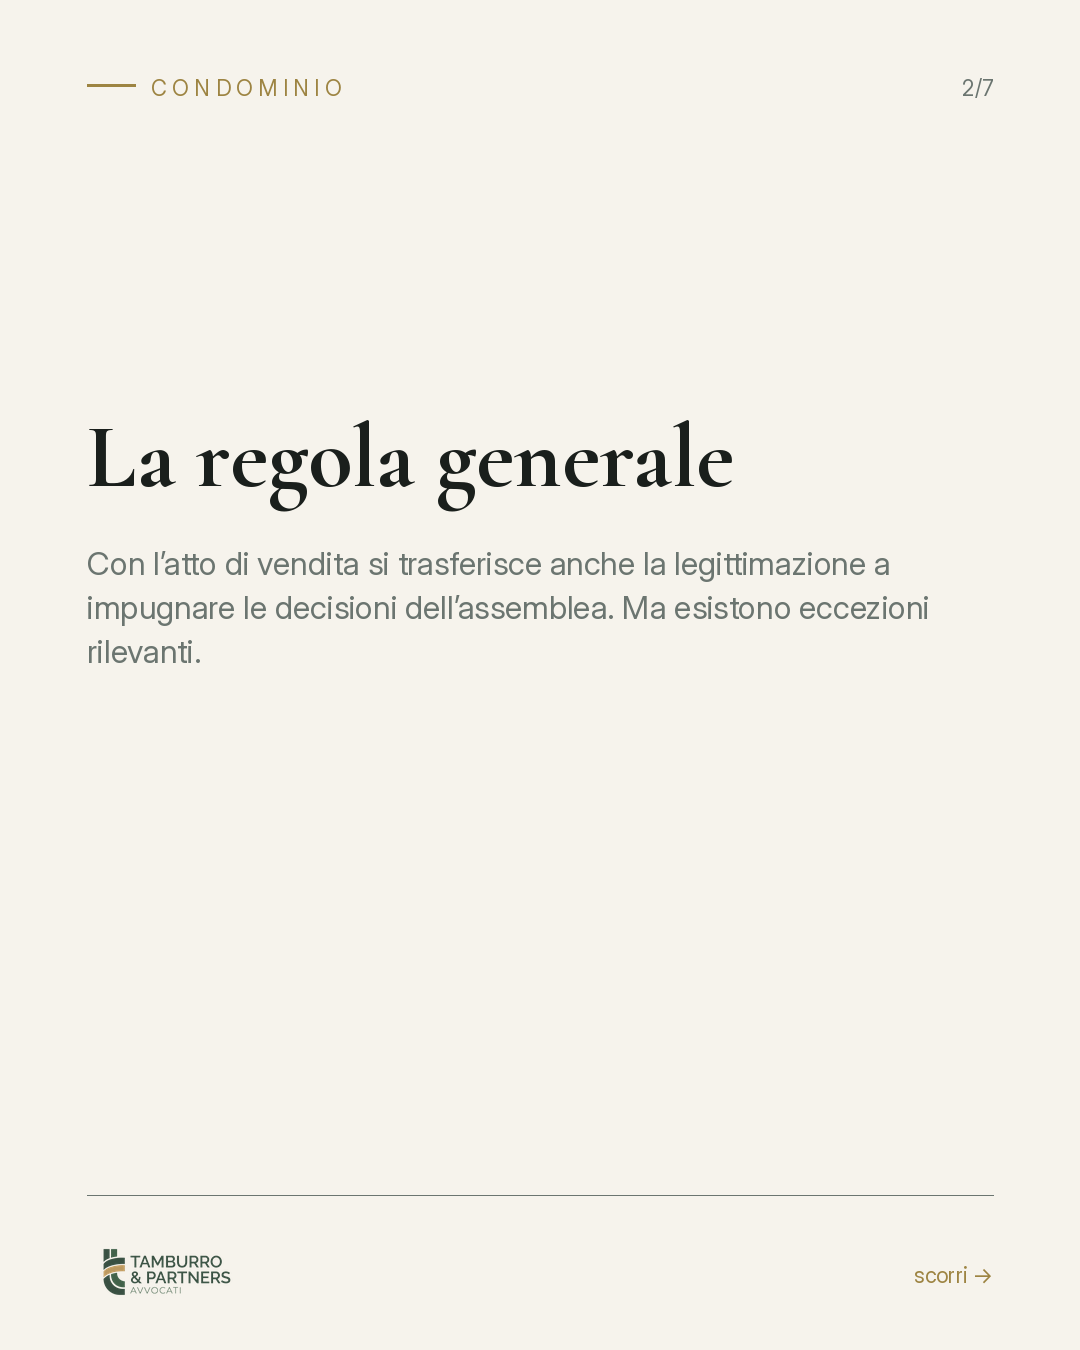 CONDOMINIO
2/7
La regola generale
Con l’atto di vendita si trasferisce anche la legittimazione a
impugnare le decisioni dell’assemblea. Ma esistono eccezioni
rilevanti.
TAMBURRO
& PARTNERS
AVVOCATI
scorri →